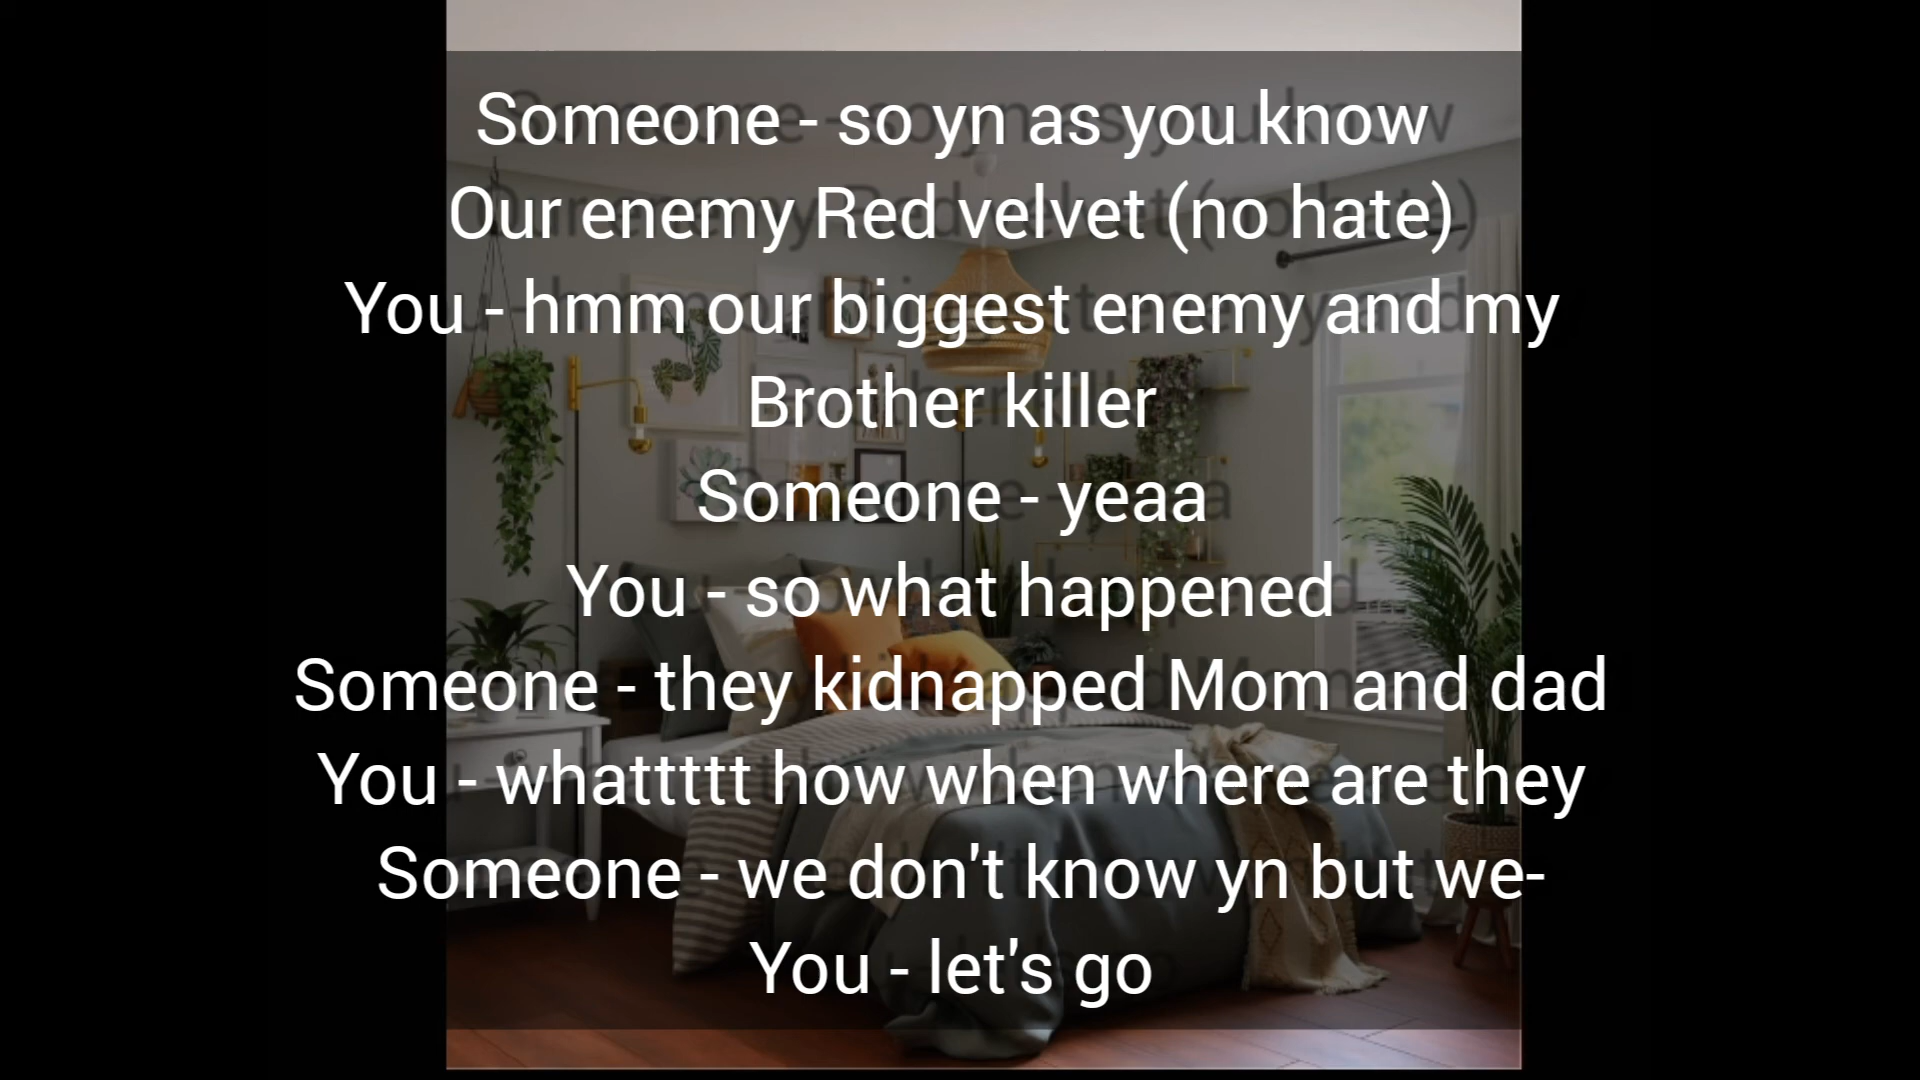 Someone - so yn as you know
Our enemy Red velvet (no hate)
You - hmm our biggest enemy and my
Brother killer
Someone - yeaa
You - so what happened
Someone - they kidnapped Mom and dad
You - whattttt how when where are they
Someone - we don't know yn but we-
You - let's go